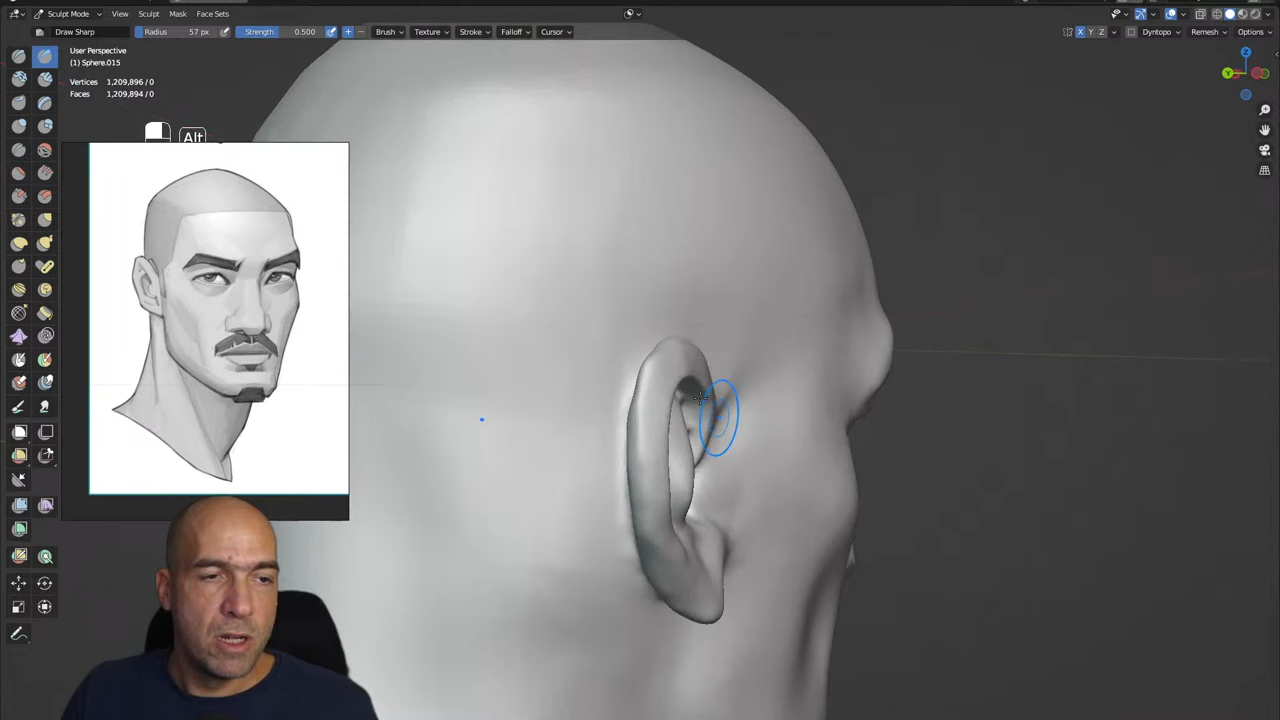 Sculpt Mode View Sculpt Mask Face Sets
Draw Sharp Radius 57 px Strength 0.500 Brush Texture Stroke Falloff Cursor X Y Z Dyntopo Remesh Options
User Perspective
(1) Sphere.015
Vertices 1,209,896 / 0
Faces 1,209,894 / 0
Z
Y
Alt